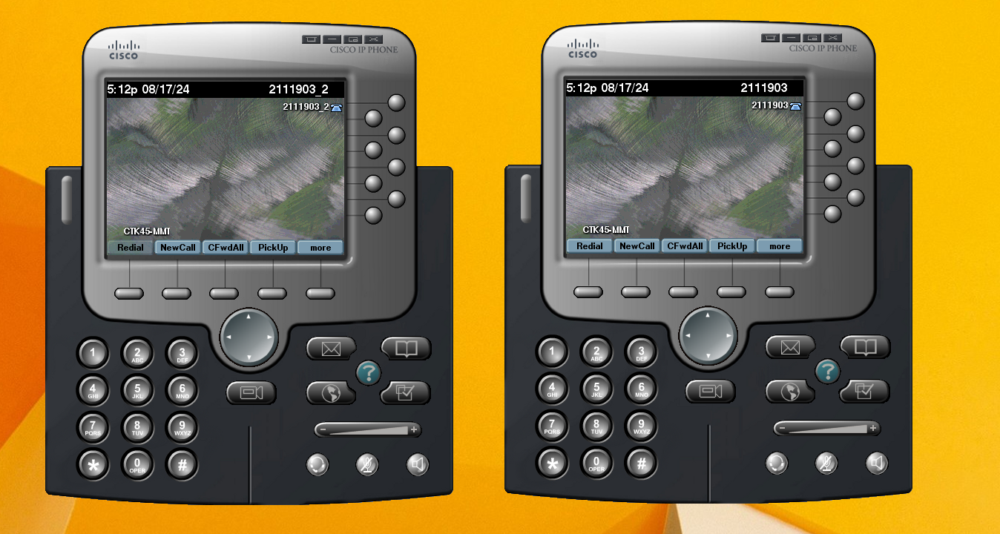 CISCO
CISCO IP PHONE
5:12p 08/17/24 2111903_2
2111903_2
CTK45-MMT
Redial NewCall CFwdAll PickUp more
1 2 ABC 3 DEF
4 GHI 5 JKL 6 MNO
7 PQRS 8 TUV 9 WXYZ
* 0 OPER #
?
- +
CISCO
CISCO IP PHONE
5:12p 08/17/24 2111903
2111903
CTK45-MMT
Redial NewCall CFwdAll PickUp more
1 2 ABC 3 DEF
4 GHI 5 JKL 6 MNO
7 PQRS 8 TUV 9 WXYZ
* 0 OPER #
?
- +